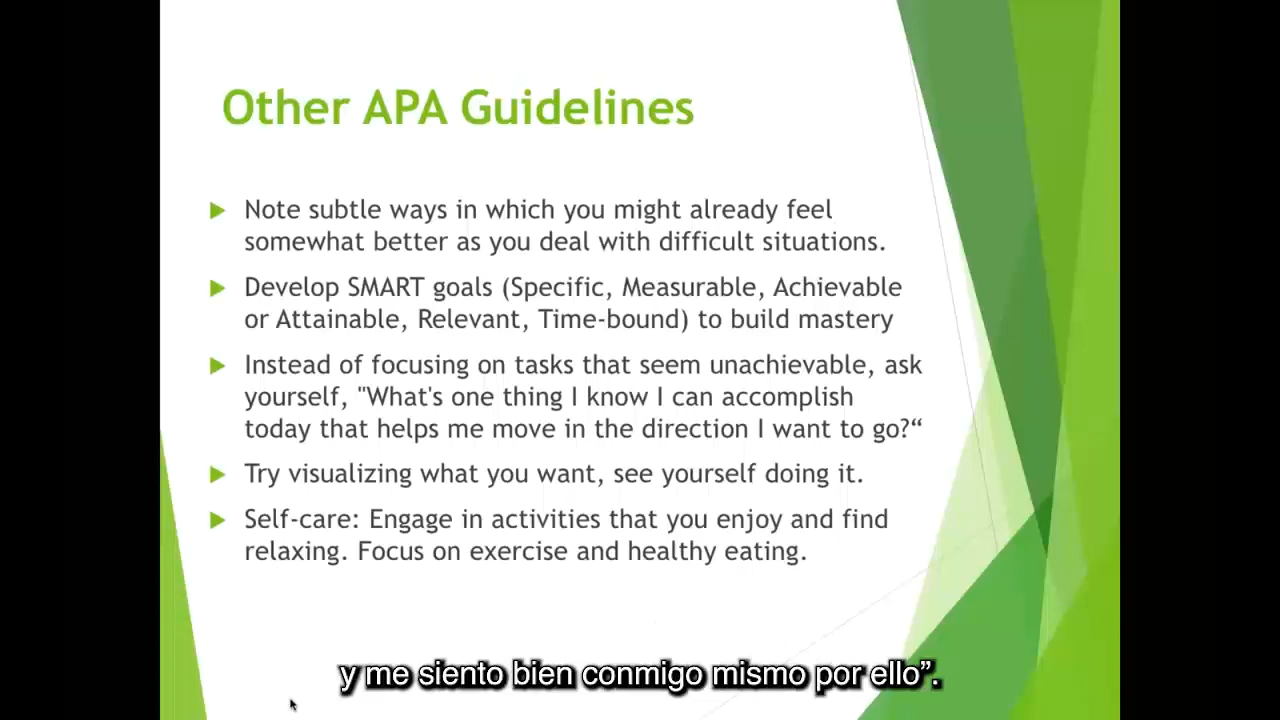 Other APA Guidelines
Note subtle ways in which you might already feel
somewhat better as you deal with difficult situations.
Develop SMART goals (Specific, Measurable, Achievable
or Attainable, Relevant, Time-bound) to build mastery
Instead of focusing on tasks that seem unachievable, ask
yourself, "What's one thing I know I can accomplish
today that helps me move in the direction I want to go?“
Try visualizing what you want, see yourself doing it.
Self-care: Engage in activities that you enjoy and find
relaxing. Focus on exercise and healthy eating.
y me siento bien conmigo mismo por ello”.